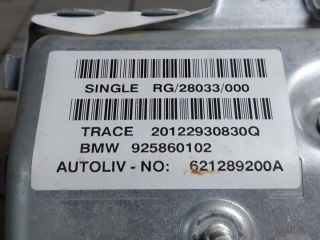 SINGLE RG/28033/000
TRACE 20122930830Q
BMW 925860102
AUTOLIV - NO: 621289200A